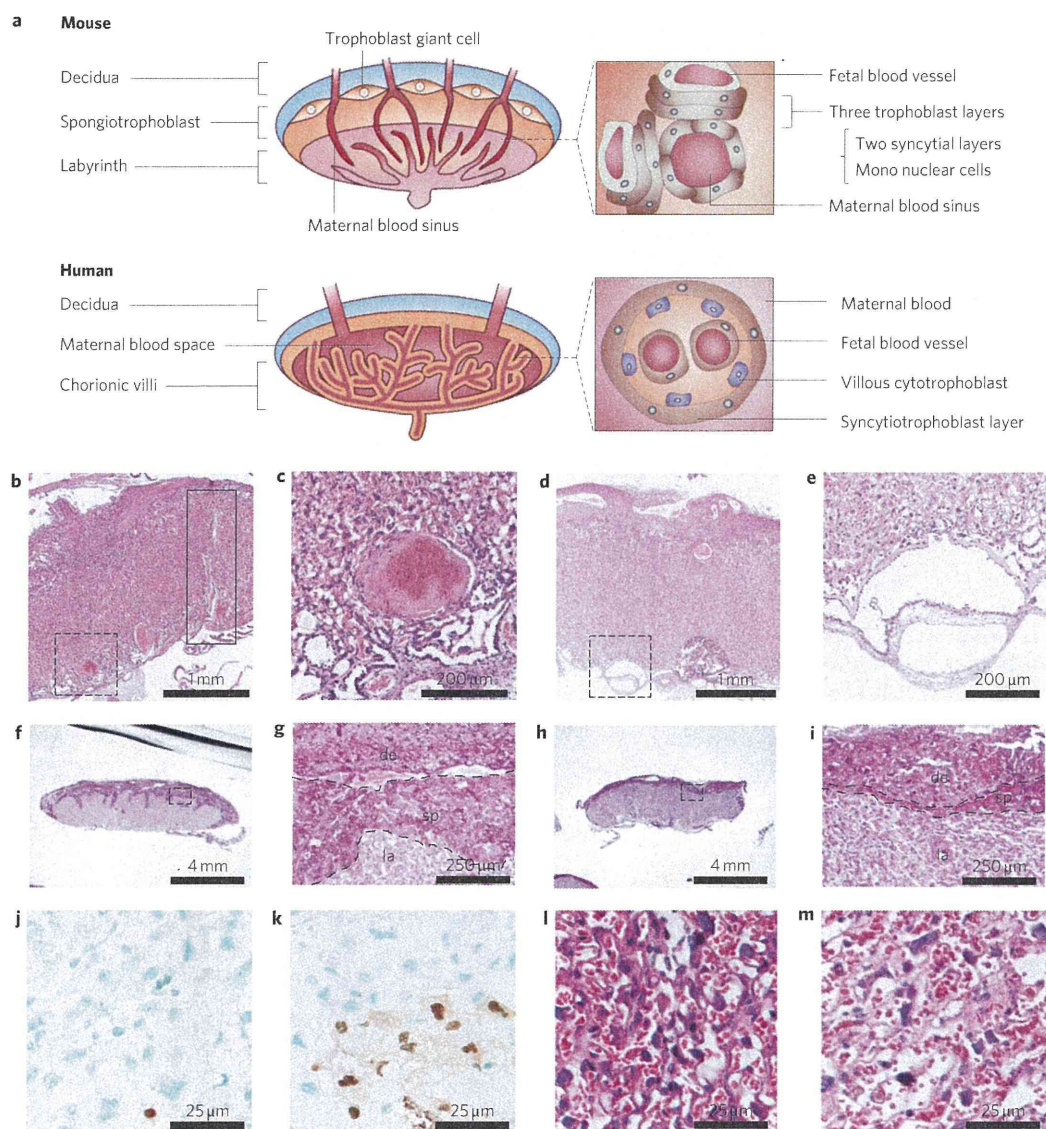 a
Mouse
Trophoblast giant cell
Decidua
Spongiotrophoblast
Labyrinth
Maternal blood sinus
Fetal blood vessel
Three trophoblast layers
Two syncytial layers
Mono nuclear cells
Maternal blood sinus
Human
Decidua
Maternal blood space
Chorionic villi
Maternal blood
Fetal blood vessel
Villous cytotrophoblast
Syncytiotrophoblast layer
b
1 mm
c
200 µm
d
1 mm
e
200 µm
f
4 mm
g
de
sp
la
250 µm
h
4 mm
i
de
sp
la
250 µm
j
25 µm
k
25 µm
l
25 µm
m
25 µm